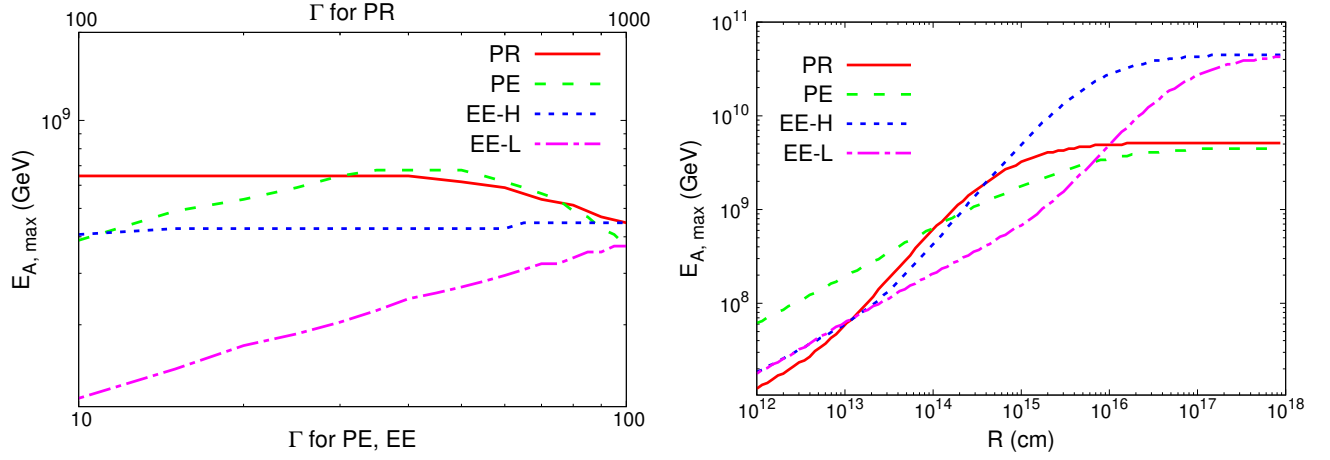 Γ for PR
100 1000
E_A, max (GeV)
10^9
PR
PE
EE-H
EE-L
10 100
Γ for PE, EE
E_A, max (GeV)
10^11
10^10
10^9
10^8
PR
PE
EE-H
EE-L
10^12 10^13 10^14 10^15 10^16 10^17 10^18
R (cm)